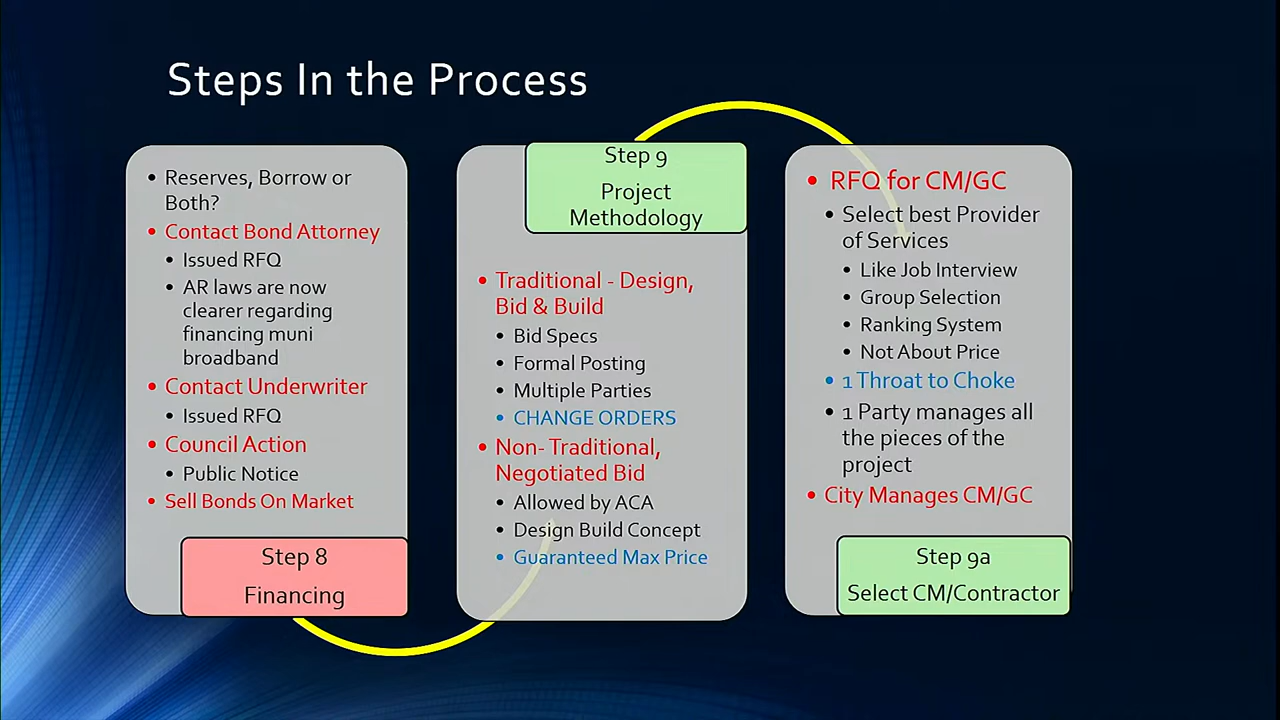 Steps In the Process
• Reserves, Borrow or
Both?
• Contact Bond Attorney
• Issued RFQ
• AR laws are now
clearer regarding
financing muni
broadband
• Contact Underwriter
• Issued RFQ
• Council Action
• Public Notice
• Sell Bonds On Market
Step 8
Financing
Step 9
Project
Methodology
• Traditional - Design,
Bid & Build
• Bid Specs
• Formal Posting
• Multiple Parties
• CHANGE ORDERS
• Non- Traditional,
Negotiated Bid
• Allowed by ACA
• Design Build Concept
• Guaranteed Max Price
• RFQ for CM/GC
• Select best Provider
of Services
• Like Job Interview
• Group Selection
• Ranking System
• Not About Price
• 1 Throat to Choke
• 1 Party manages all
the pieces of the
project
• City Manages CM/GC
Step 9a
Select CM/Contractor